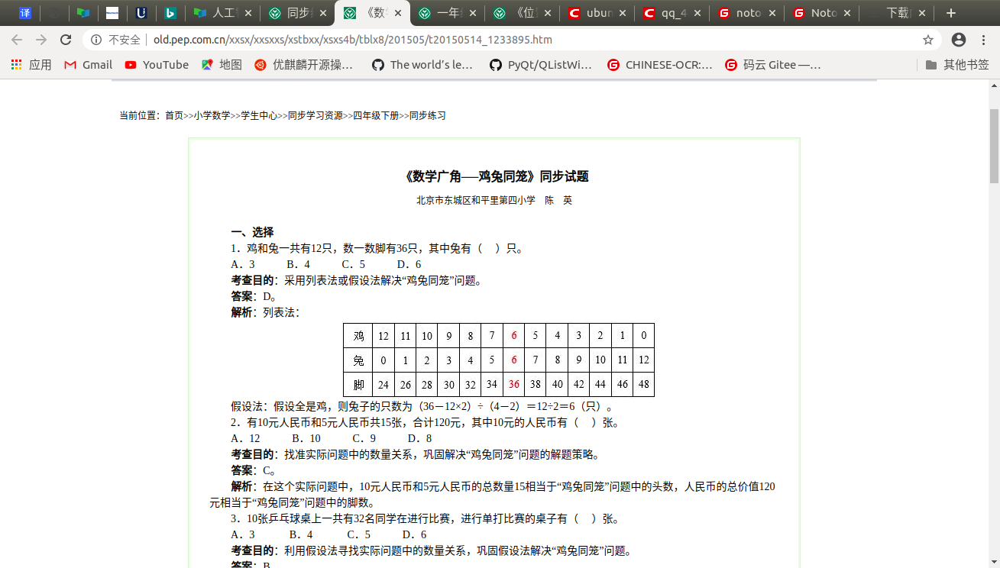 译
人工
同步
《数
一年
《位
ubun
qq_4
noto
Noto
下载
不安全 old.pep.com.cn/xxsx/xxsxxs/xstbxx/xsxs4b/tblx8/201505/t20150514_1233895.htm
应用 Gmail YouTube 地图 优麒麟开源操… The world's le… PyQt/QListWi… CHINESE-OCR:… 码云 Gitee —… 其他书签
当前位置：首页>>小学数学>>学生中心>>同步学习资源>>四年级下册>>同步练习
《数学广角──鸡兔同笼》同步试题
北京市东城区和平里第四小学 陈 英
一、选择
1．鸡和兔一共有12只，数一数脚有36只，其中兔有（ ）只。
A．3 B．4 C．5 D．6
考查目的：采用列表法或假设法解决“鸡兔同笼”问题。
答案：D。
解析：列表法：
鸡 12 11 10 9 8 7 6 5 4 3 2 1 0
兔 0 1 2 3 4 5 6 7 8 9 10 11 12
脚 24 26 28 30 32 34 36 38 40 42 44 46 48
假设法：假设全是鸡，则兔子的只数为（36－12×2）÷（4－2）＝12÷2＝6（只）。
2．有10元人民币和5元人民币共15张，合计120元，其中10元的人民币有（ ）张。
A．12 B．10 C．9 D．8
考查目的：找准实际问题中的数量关系，巩固解决“鸡兔同笼”问题的解题策略。
答案：C。
解析：在这个实际问题中，10元人民币和5元人民币的总数量15相当于“鸡兔同笼”问题中的头数，人民币的总价值120
元相当于“鸡兔同笼”问题中的脚数。
3．10张乒乓球桌上一共有32名同学在进行比赛，进行单打比赛的桌子有（ ）张。
A．3 B．4 C．5 D．6
考查目的：利用假设法寻找实际问题中的数量关系，巩固假设法解决“鸡兔同笼”问题。
答案：B